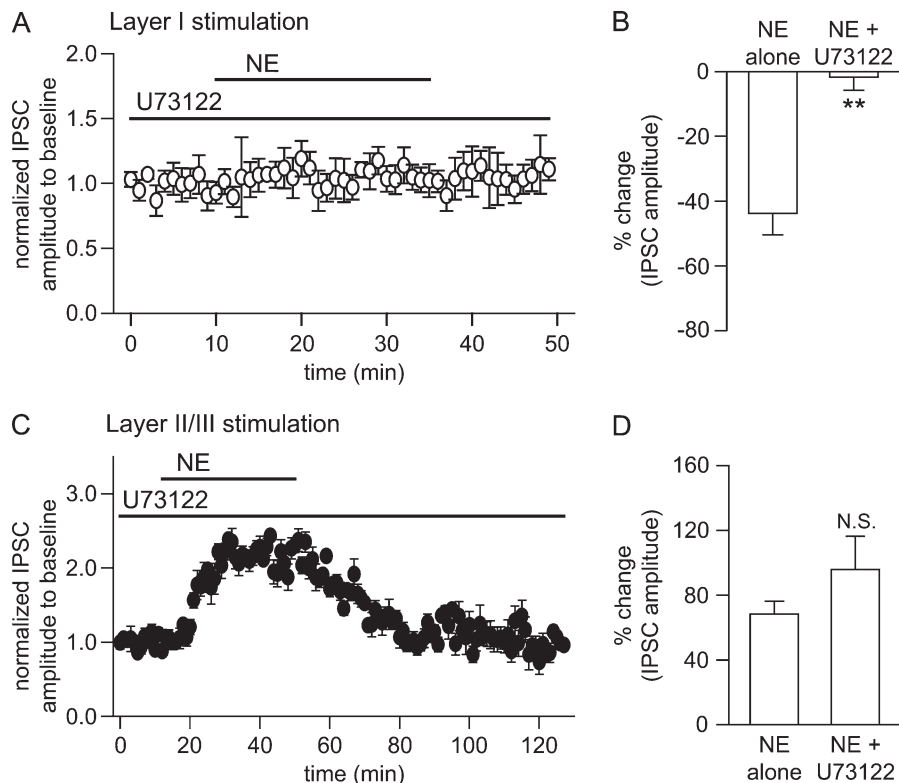 A Layer I stimulation
normalized IPSC
amplitude to baseline
2.0
1.5
1.0
0.5
0.0
NE
U73122
0 10 20 30 40 50
time (min)
B
NE
alone
NE +
U73122
% change
(IPSC amplitude)
0
-20
-40
-60
-80
**
C Layer II/III stimulation
normalized IPSC
amplitude to baseline
3.0
2.0
1.0
0.0
NE
U73122
0 20 40 60 80 100 120
time (min)
D
% change
(IPSC amplitude)
160
120
80
40
0
N.S.
NE
alone
NE +
U73122